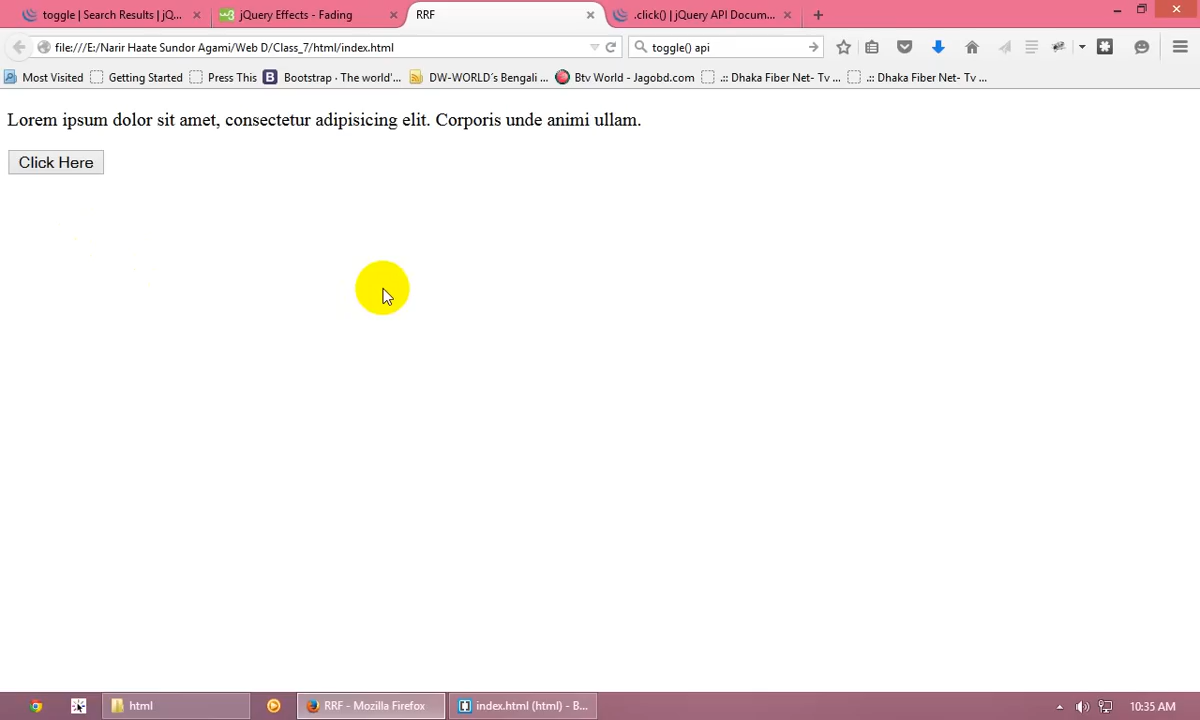 toggle | Search Results | jQ...
jQuery Effects - Fading
RRF
.click() | jQuery API Docum...
file:///E:/Narir Haate Sundor Agami/Web D/Class_7/html/index.html
toggle() api
Most Visited
Getting Started
Press This
B
Bootstrap · The world'...
DW-WORLD´s Bengali ...
Btv World - Jagobd.com
.:: Dhaka Fiber Net- Tv ...
.:: Dhaka Fiber Net- Tv ...
Lorem ipsum dolor sit amet, consectetur adipisicing elit. Corporis unde animi ullam.
Click Here
html
RRF - Mozilla Firefox
index.html (html) - B...
10:35 AM